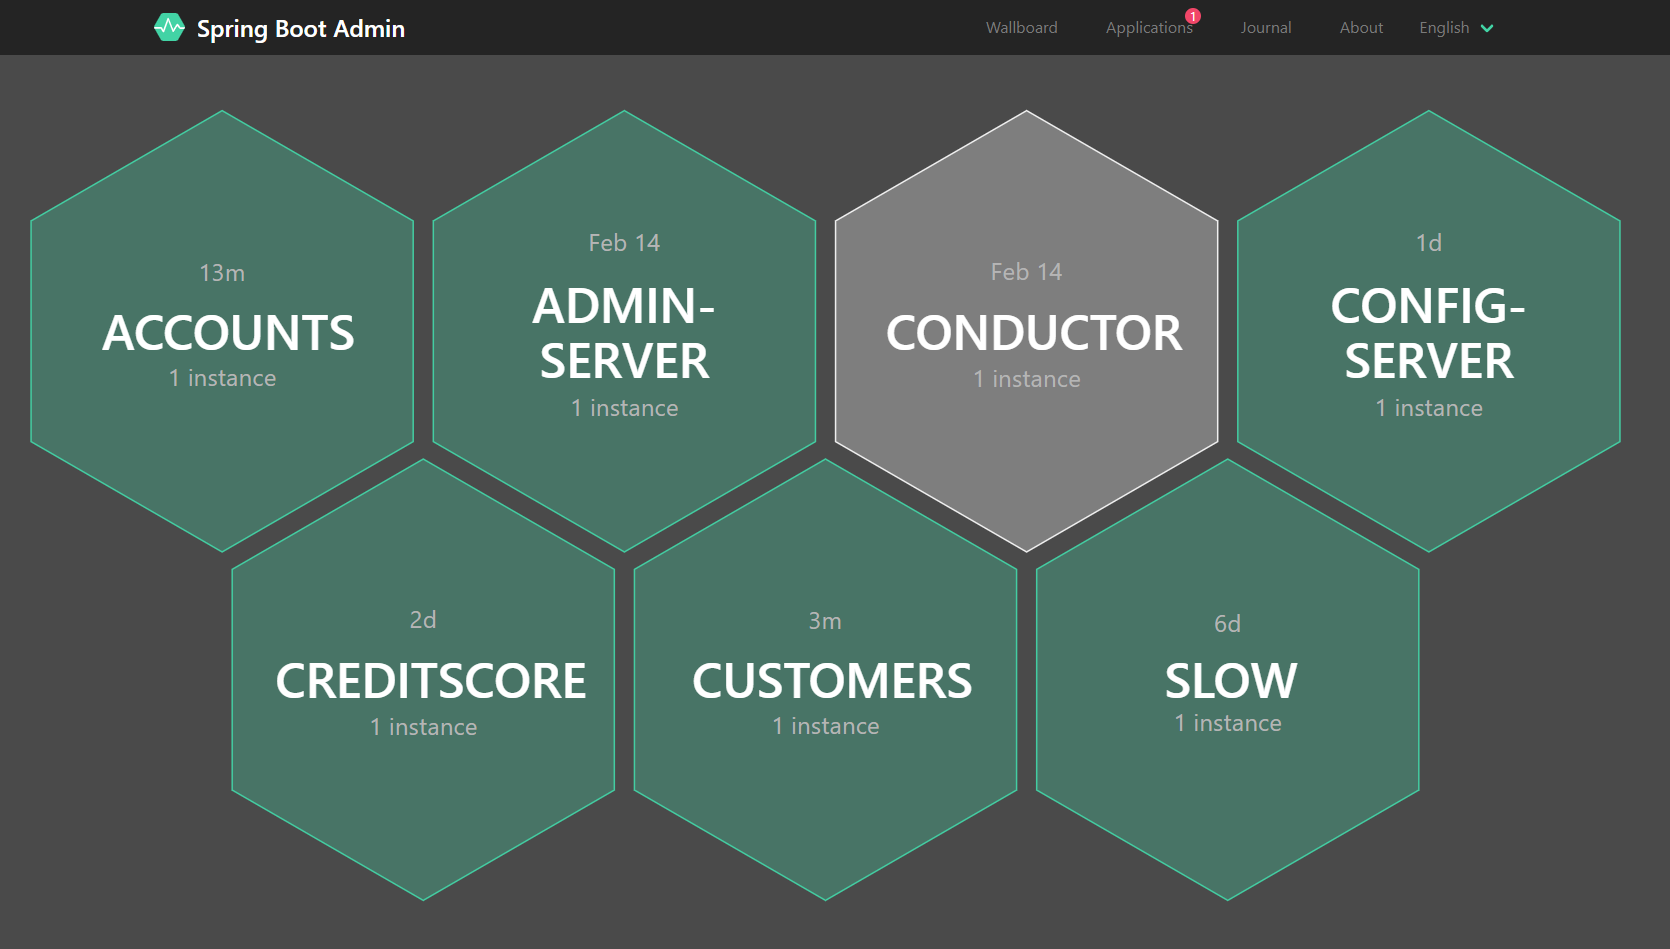 Spring Boot Admin
Wallboard
Applications
1
Journal
About
English
13m
ACCOUNTS
1 instance
Feb 14
ADMIN-
SERVER
1 instance
Feb 14
CONDUCTOR
1 instance
1d
CONFIG-
SERVER
1 instance
2d
CREDITSCORE
1 instance
3m
CUSTOMERS
1 instance
6d
SLOW
1 instance